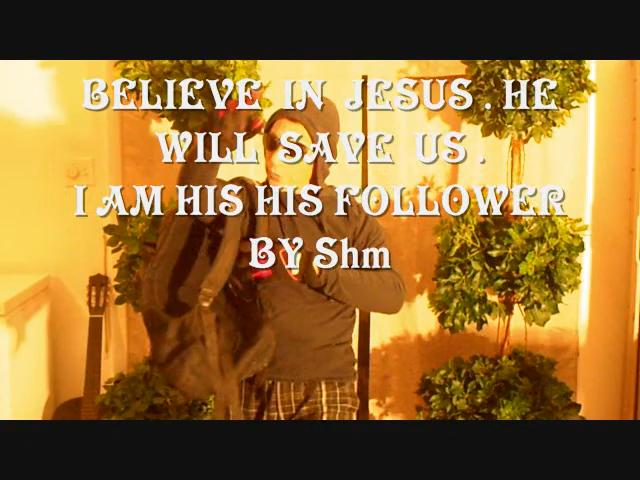 BELIEVE IN JESUS . HE
WILL SAVE US .
I AM HIS HIS FOLLOWER
BY Shm